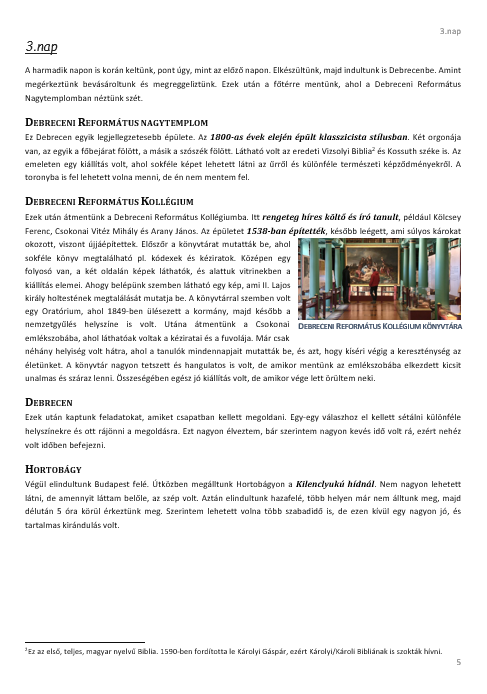 3.nap
3.nap
A harmadik napon is korán keltünk, pont úgy, mint az előző napon. Elkészültünk, majd indultunk is Debrecenbe. Amint
megérkeztünk bevásároltunk és megreggeliztünk. Ezek után a főtérre mentünk, ahol a Debreceni Református
Nagytemplomban néztünk szét.
DEBRECENI REFORMÁTUS NAGYTEMPLOM
Ez Debrecen egyik legjellegzetesebb épülete. Az 1800-as évek elején épült klasszicista stílusban. Két orgonája
van, az egyik a főbejárat fölött, a másik a szószék fölött. Látható volt az eredeti Vizsolyi Biblia² és Kossuth széke is. Az
emeleten egy kiállítás volt, ahol sokféle képet lehetett látni az űrről és különféle természeti képződményekről. A
toronyba is fel lehetett volna menni, de én nem mentem fel.
DEBRECENI REFORMÁTUS KOLLÉGIUM
Ezek után átmentünk a Debreceni Református Kollégiumba. Itt rengeteg híres költő és író tanult, például Kölcsey
Ferenc, Csokonai Vitéz Mihály és Arany János. Az épületet 1538-ban építették, később leégett, ami súlyos károkat
okozott, viszont újjáépítették. Először a könyvtárat mutatták be, ahol
sokféle könyv megtalálható pl. kódexek és kéziratok. Középen egy
folyosó van, a két oldalán képek láthatók, és alattuk vitrinekben a
kiállítás elemei. Ahogy belépünk szemben látható egy kép, ami II. Lajos
király holtestének megtalálását mutatja be. A könyvtárral szemben volt
egy Oratórium, ahol 1849-ben ülésezett a kormány, majd később a
nemzetgyűlés helyszíne is volt. Utána átmentünk a Csokonai
emlékszobába, ahol láthatóak voltak a kéziratai és a fuvolája. Már csak
DEBRECENI REFORMÁTUS KOLLÉGIUM KÖNYVTÁRA
néhány helyiség volt hátra, ahol a tanulók mindennapjait mutatták be, és azt, hogy kíséri végig a kereszténység az
életünket. A könyvtár nagyon tetszett és hangulatos is volt, de amikor mentünk az emlékszobába elkezdett kicsit
unalmas és száraz lenni. Összeségében egész jó kiállítás volt, de amikor vége lett örültem neki.
DEBRECEN
Ezek után kaptunk feladatokat, amiket csapatban kellett megoldani. Egy-egy válaszhoz el kellett sétálni különféle
helyszínekre és ott rájönni a megoldásra. Ezt nagyon élveztem, bár szerintem nagyon kevés idő volt rá, ezért nehéz
volt időben befejezni.
HORTOBÁGY
Végül elindultunk Budapest felé. Útközben megálltunk Hortobágyon a Kilenclyukú hídnál. Nem nagyon lehetett
látni, de amennyit láttam belőle, az szép volt. Aztán elindultunk hazafelé, több helyen már nem álltunk meg, majd
délután 5 óra körül érkeztünk meg. Szerintem lehetett volna több szabadidő is, de ezen kívül egy nagyon jó, és
tartalmas kirándulás volt.
² Ez az első, teljes, magyar nyelvű Biblia. 1590-ben fordította le Károlyi Gáspár, ezért Károlyi/Károli Bibliának is szokták hívni.
5